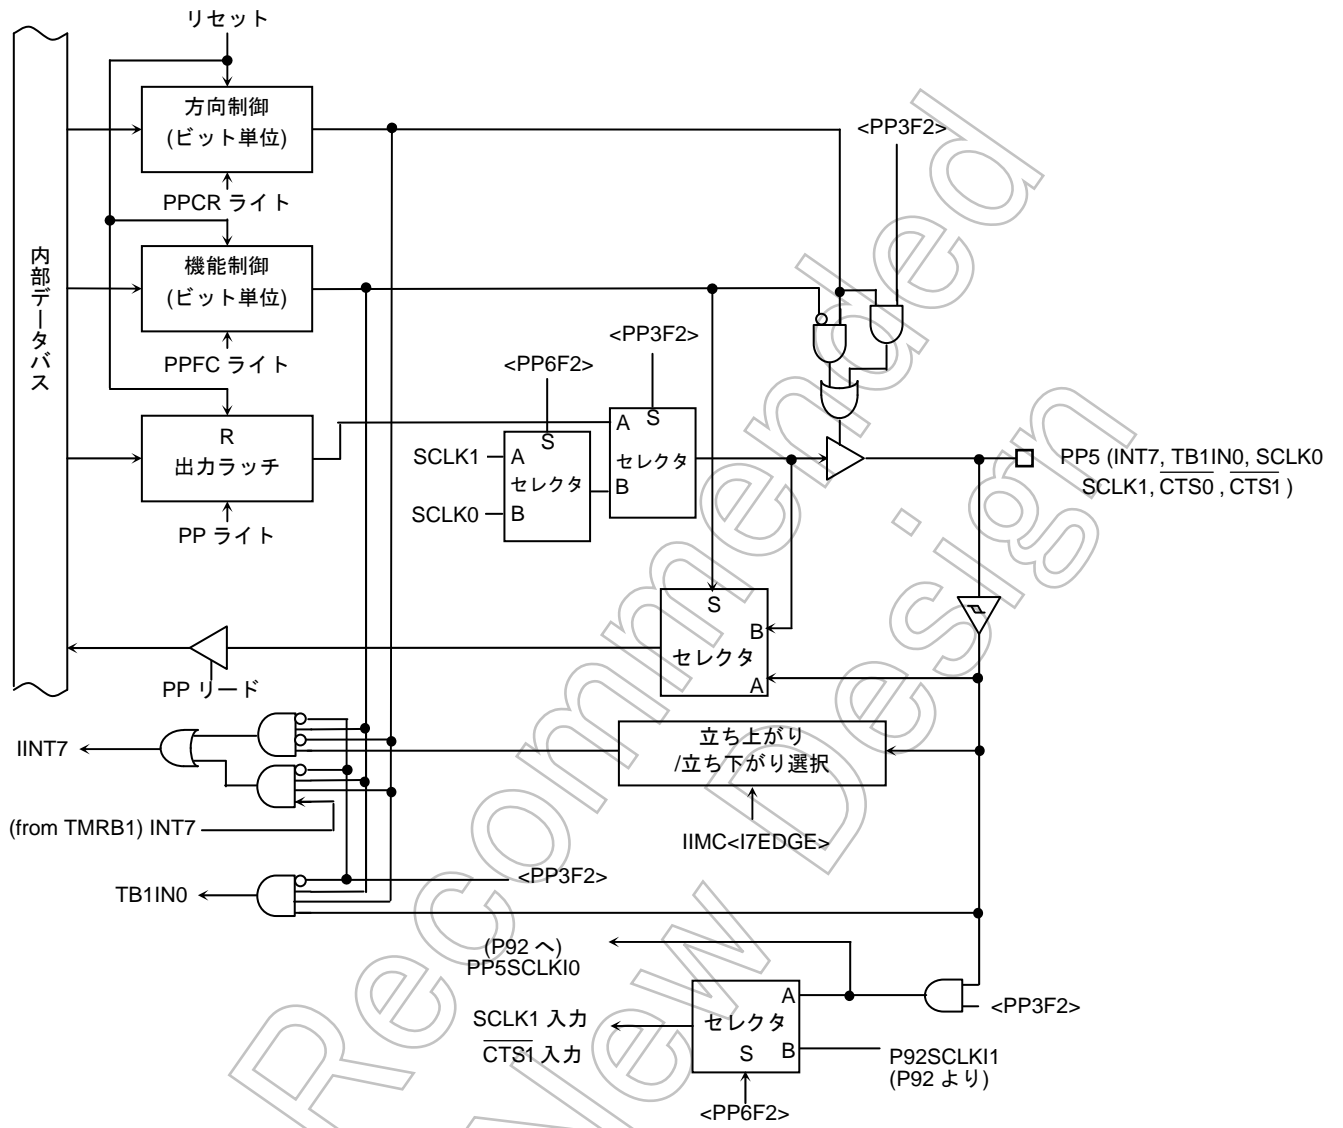 リセット
方向制御
(ビット単位)
<PP3F2>
PPCR ライト
内部データバス
機能制御
(ビット単位)
PPFC ライト
<PP3F2>
<PP6F2>
R
出力ラッチ
PP ライト
SCLK1
SCLK0
S
A
セレクタ
B
A
S
セレクタ
B
PP5 (INT7, TB1IN0, SCLK0
SCLK1, CTS0 , CTS1 )
S
B
セレクタ
A
PP リード
IINT7
立ち上がり
/立ち下がり選択
(from TMRB1) INT7
IIMC<I7EDGE>
TB1IN0
<PP3F2>
(P92 へ)
PP5SCLKI0
A
セレクタ
S
B
<PP3F2>
SCLK1 入力
CTS1 入力
P92SCLKI1
(P92 より)
<PP6F2>
Recommended
New Design